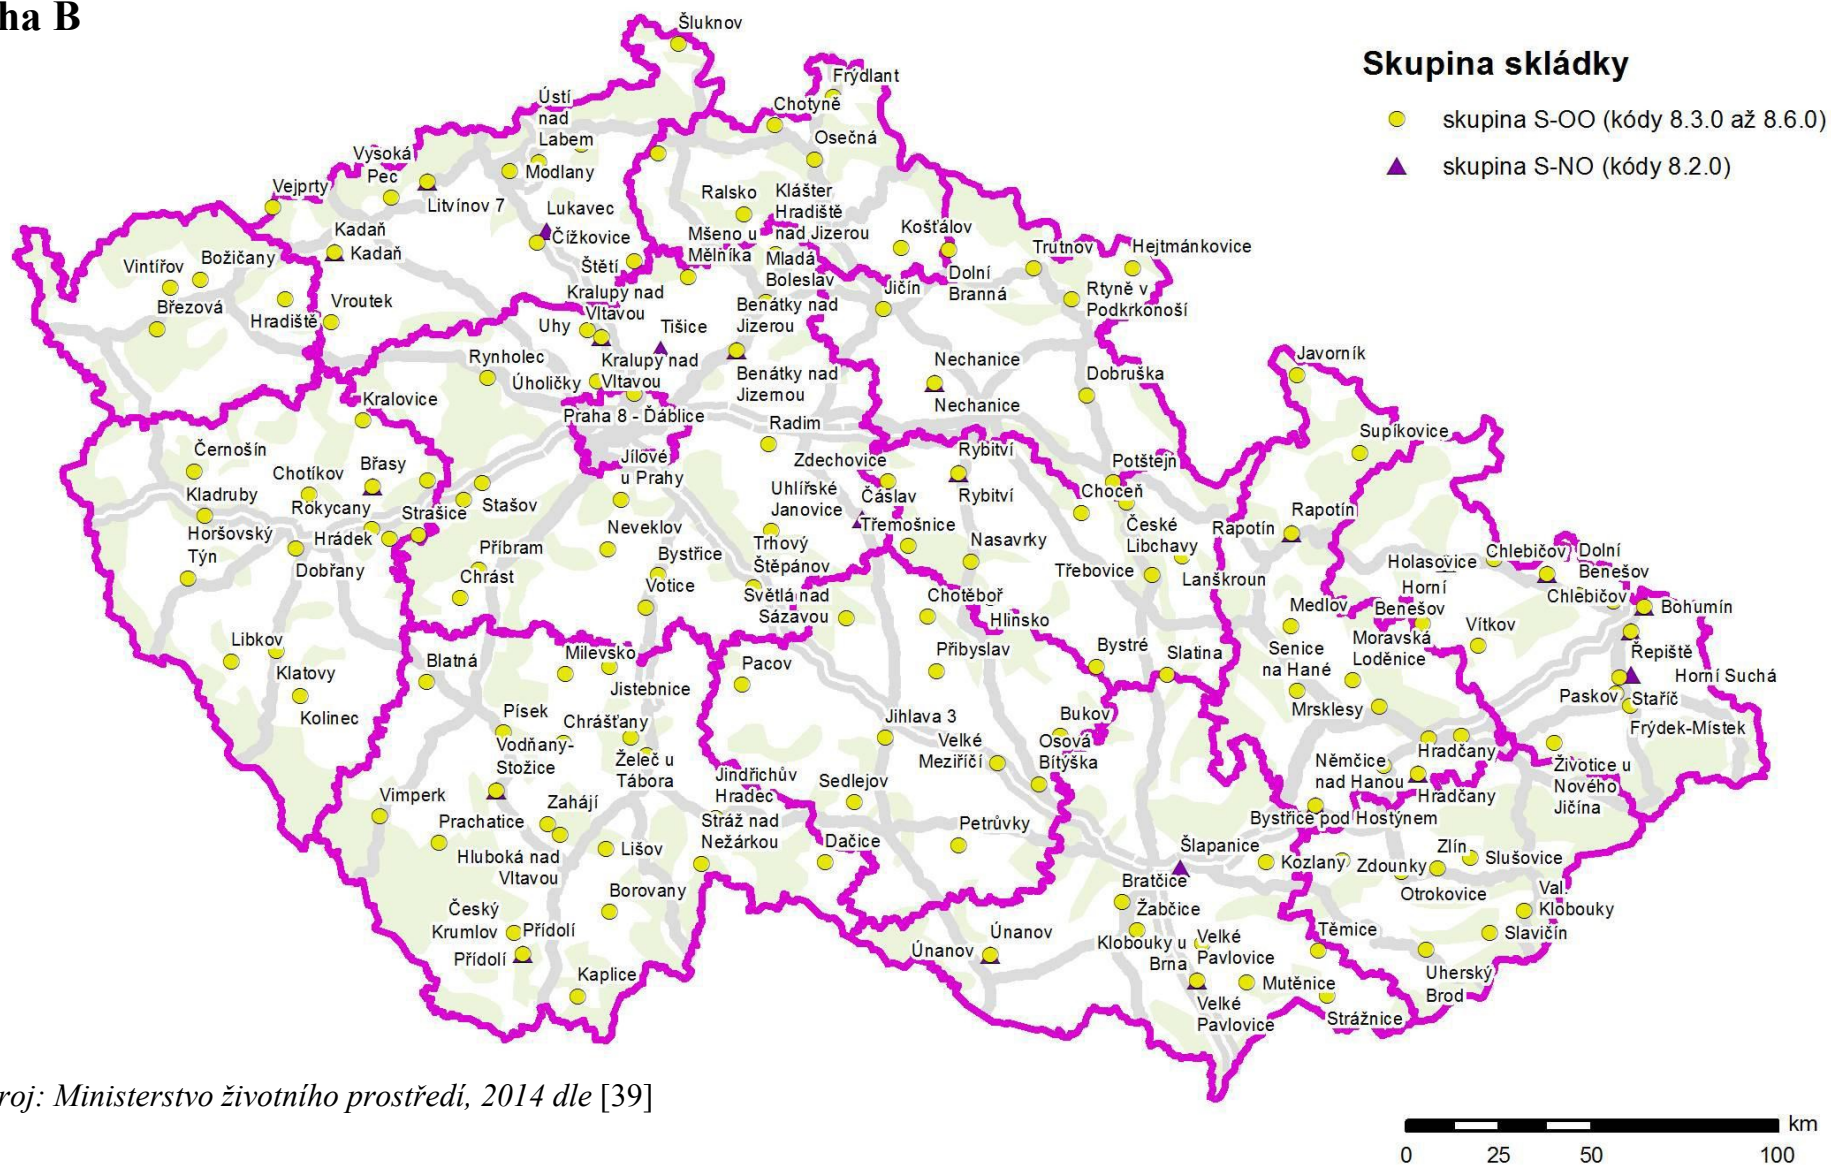 ha B
Skupina skládky
skupina S-OO (kódy 8.3.0 až 8.6.0)
skupina S-NO (kódy 8.2.0)
Šluknov
Frýdlant
Ústí
nad
Labem
Chotyně
Osečná
Vysoká
Pec
Modlany
Vejprty
Litvínov 7
Ralsko
Klášter
Hradiště
nad Jizerou
Lukavec
Čížkovice
Kadaň
Kadaň
Košťálov
Mšeno u
Mělníka
Mladá
Boleslav
Trutnov
Hejtmánkovice
Vintířov
Božičany
Štětí
Dolní
Branná
Březová
Hradiště
Vroutek
Kralupy nad
Vltavou
Benátky nad
Jizerou
Jičín
Rtyně v
Podkrkonoší
Uhy
Tišice
Rynholec
Úholičky
Kralupy nad
Vltavou
Benátky nad
Jizerou
Nechanice
Nechanice
Dobruška
Javorník
Kralovice
Praha 8 - Ďáblice
Radim
Supíkovice
Černošín
Chotíkov
Břasy
Jílové
u Prahy
Zdechovice
Rybitví
Rybitví
Potštejn
Choceň
Kladruby
Rokycany
Strašice
Stašov
Uhlířské
Janovice
Čáslav
Třemošnice
České
Libchavy
Rapotín
Rapotín
Horšovský
Týn
Hrádek
Dobřany
Příbram
Neveklov
Bystřice
Trhový
Štěpánov
Nasavrky
Třebovice
Lanškroun
Holasovice
Chlebičov
Dolní
Benešov
Chlebičov
Bohumín
Chrást
Votice
Světlá nad
Sázavou
Chotěboř
Hlinsko
Medlov
Horní
Benešov
Vítkov
Řepiště
Horní Suchá
Libkov
Klatovy
Kolinec
Blatná
Milevsko
Jistebnice
Pacov
Přibyslav
Bystré
Slatina
Senice
na Hané
Moravská
Loděnice
Mrsklesy
Paskov
Staříč
Frýdek-Místek
Písek
Chrášťany
Jihlava 3
Bukov
Velké
Meziříčí
Osová
Bítýška
Hradčany
Hradčany
Vodňany-
Stožice
Želeč u
Tábora
Jindřichův
Hradec
Sedlejov
Němčice
nad Hanou
Životice u
Nového
Jičína
Vimperk
Prachatice
Zahájí
Stráž nad
Nežárkou
Petrůvky
Bystřice pod Hostýnem
Hluboká nad
Vltavou
Lišov
Dačice
Šlapanice
Kozlany
Zdounky
Zlín
Slušovice
Otrokovice
Borovany
Bratčice
Žabčice
Val.
Klobouky
Slavičín
Český
Krumlov
Přídolí
Přídolí
Únanov
Únanov
Klobouky u
Brna
Velké
Pavlovice
Těmice
Kaplice
Velké
Pavlovice
Mutěnice
Strážnice
Uherský
Brod
roj: Ministerstvo životního prostředí, 2014 dle [39]
km
0 25 50 100